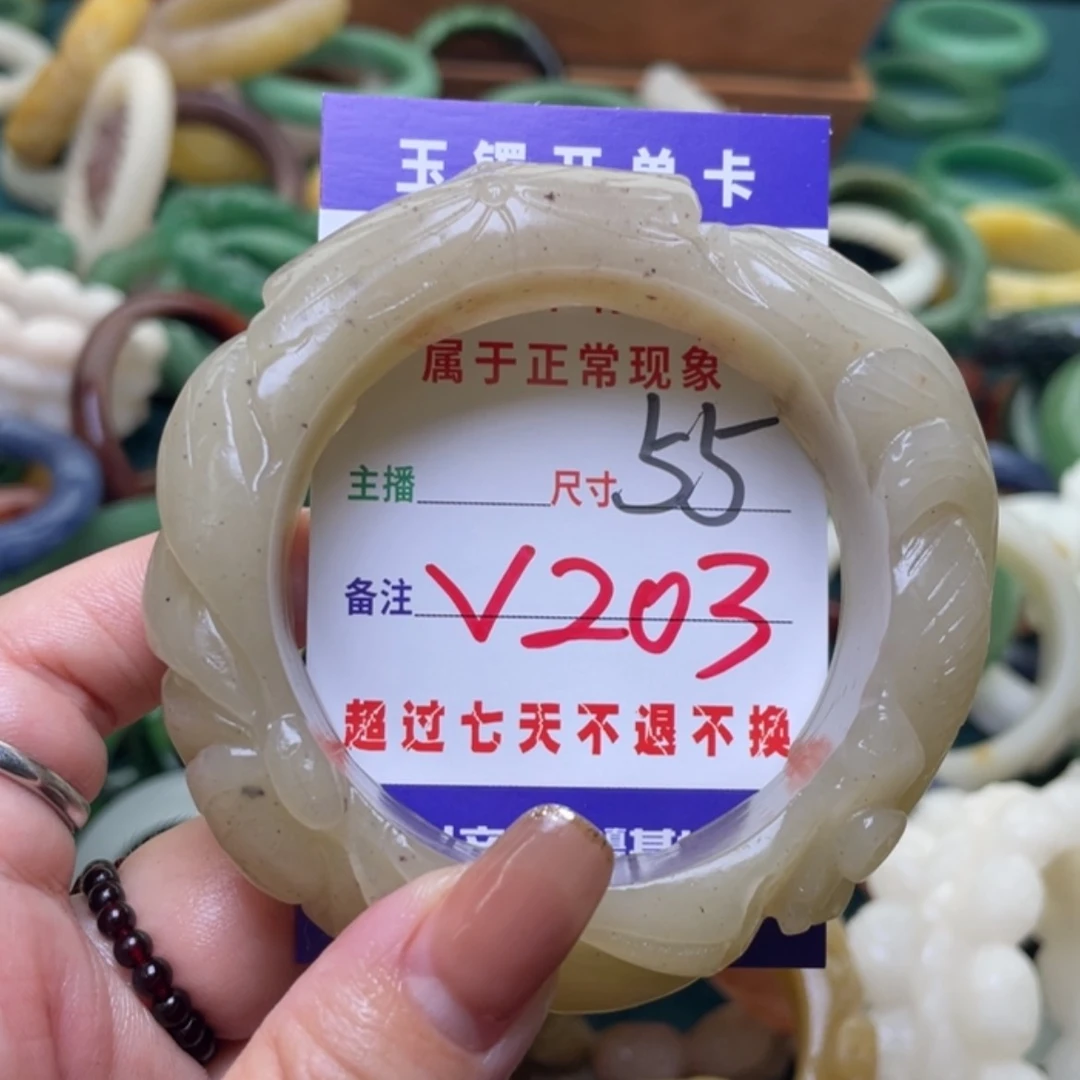 玉镯开单卡
属于正常现象
主播 尺寸 55
备注 V203
超过七天不退不换